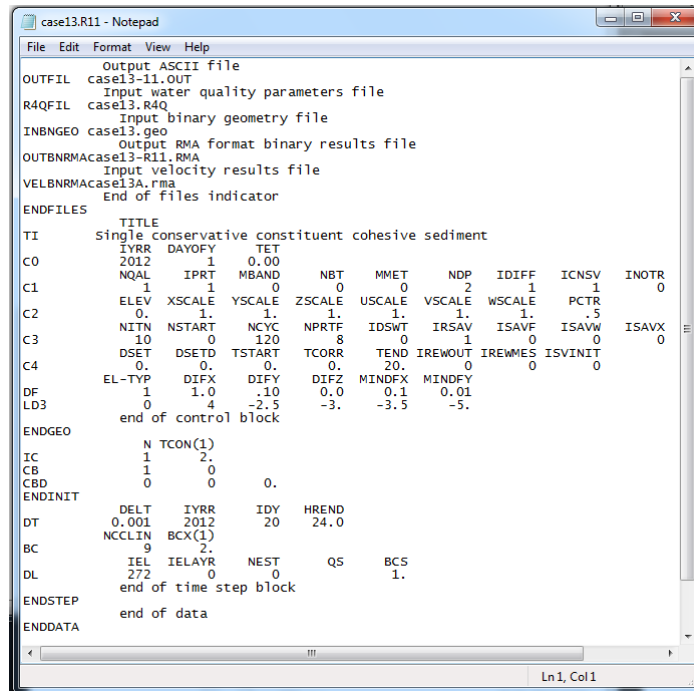 case13.R11 - Notepad
File Edit Format View Help
Output ASCII file
OUTFIL case13-11.OUT
Input water quality parameters file
R4QFIL case13.R4Q
Input binary geometry file
INBNGEO case13.geo
Output RMA format binary results file
OUTBNRMAcase13-R11.RMA
Input velocity results file
VELBNRMAcase13A.rma
End of files indicator
ENDFILES
TITLE
TI Single conservative constituent cohesive sediment
IYRR DAYOFY TET
C0 2012 1 0.00
NQAL IPRT MBAND NBT MMET NDP IDIFF ICNSV INOTR
C1 1 1 0 0 0 2 1 1 0
ELEV XSCALE YSCALE ZSCALE USCALE VSCALE WSCALE PCTR
C2 0. 1. 1. 1. 1. 1. 1. .5
NITN NSTART NCYC NPRTF IDSWT IRSAV ISAVF ISAVW ISAVX
C3 10 0 120 8 0 1 0 0 0
DSET DSETD TSTART TCORR TEND IREWOUT IREWMES ISVINIT
C4 0. 0. 0. 0. 20. 0 0 0
EL-TYP DIFX DIFY DIFZ MINDFX MINDFY
DF 1 1.0 .10 0.0 0.1 0.01
LD3 0 4 -2.5 -3. -3.5 -5.
end of control block
ENDGEO
N TCON(1)
IC 1 2.
CB 1 0
CBD 0 0 0.
ENDINIT
DELT IYRR IDY HREND
DT 0.001 2012 20 24.0
NCCLIN BCX(1)
BC 9 2.
IEL IELAYR NEST QS BCS
DL 272 0 0 1.
end of time step block
ENDSTEP
end of data
ENDDATA
Ln 1, Col 1